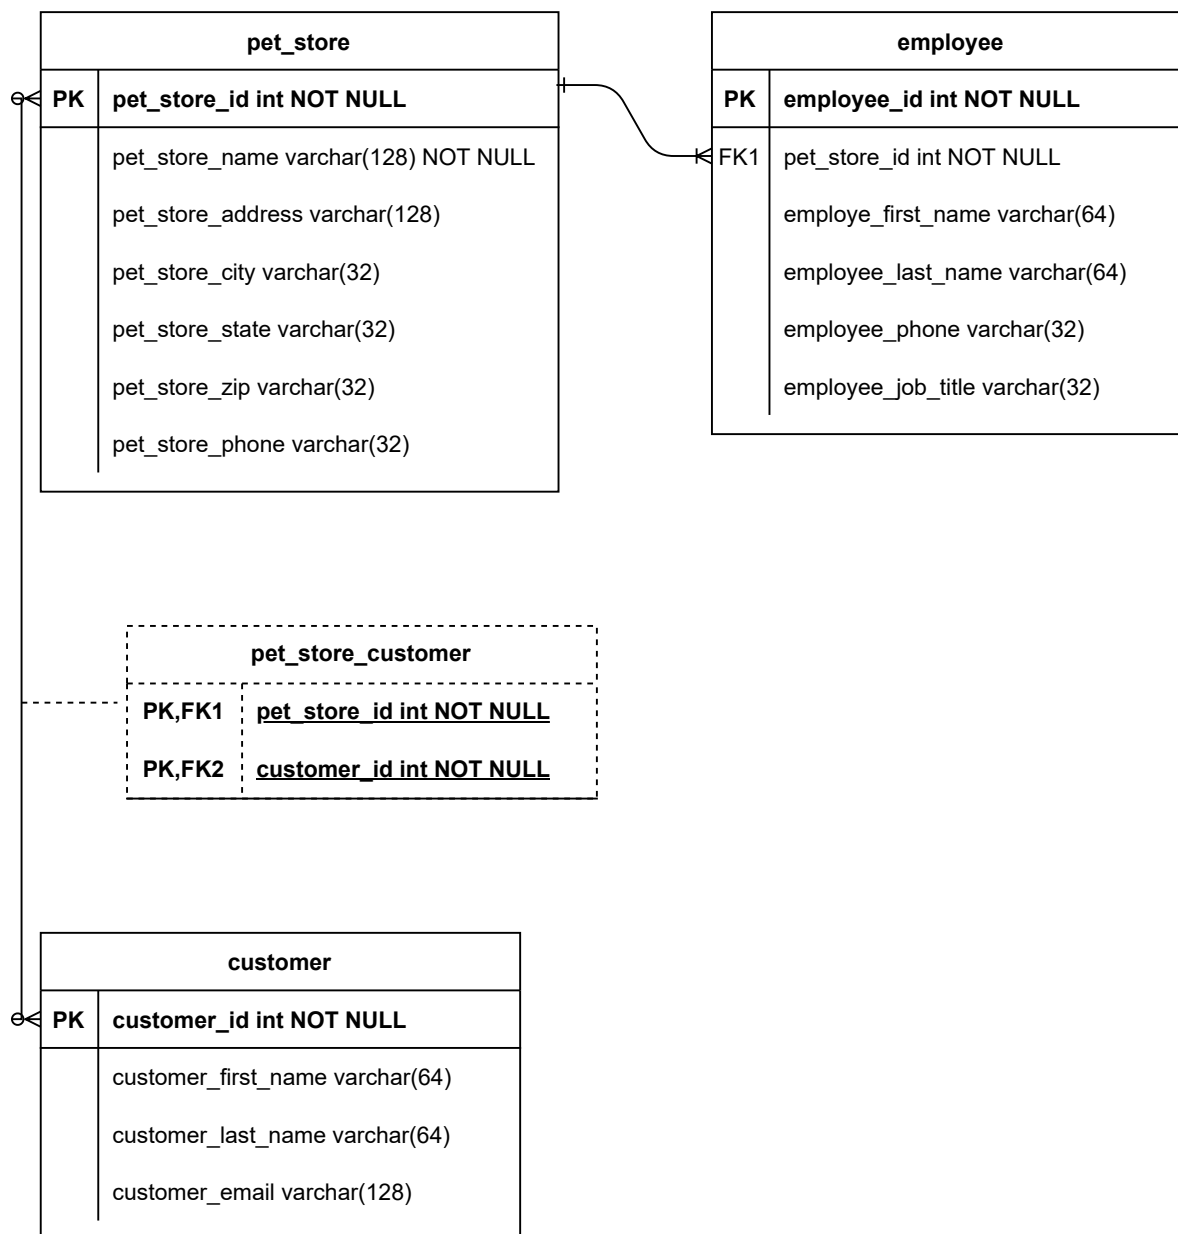 pet_store
PK pet_store_id int NOT NULL
pet_store_name varchar(128) NOT NULL
pet_store_address varchar(128)
pet_store_city varchar(32)
pet_store_state varchar(32)
pet_store_zip varchar(32)
pet_store_phone varchar(32)
employee
PK employee_id int NOT NULL
FK1 pet_store_id int NOT NULL
employe_first_name varchar(64)
employee_last_name varchar(64)
employee_phone varchar(32)
employee_job_title varchar(32)
pet_store_customer
PK,FK1 pet_store_id int NOT NULL
PK,FK2 customer_id int NOT NULL
customer
PK customer_id int NOT NULL
customer_first_name varchar(64)
customer_last_name varchar(64)
customer_email varchar(128)